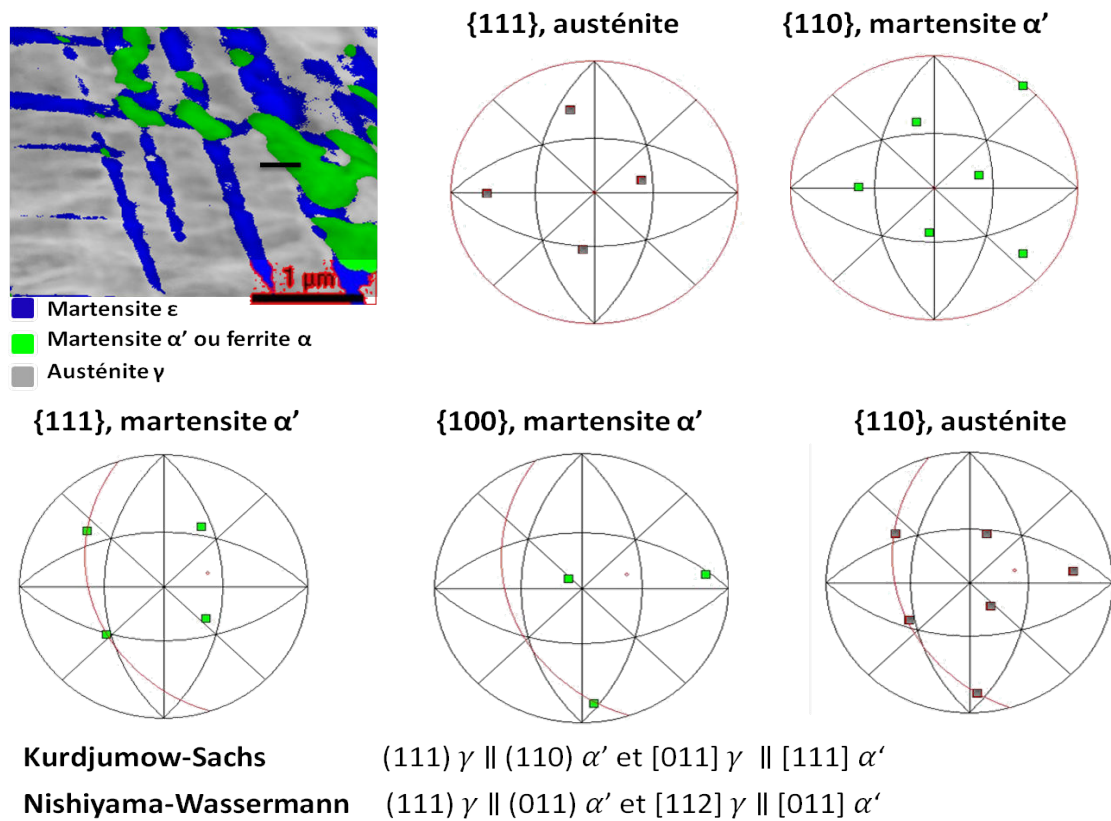 {111}, austénite
{110}, martensite α'
1 µm
Martensite ε
Martensite α' ou ferrite α
Austénite γ
{111}, martensite α'
{100}, martensite α'
{110}, austénite
Kurdjumow-Sachs (111) γ ∥ (110) α' et [011] γ ∥ [111] α‘
Nishiyama-Wassermann (111) γ ∥ (011) α' et [112] γ ∥ [011] α‘